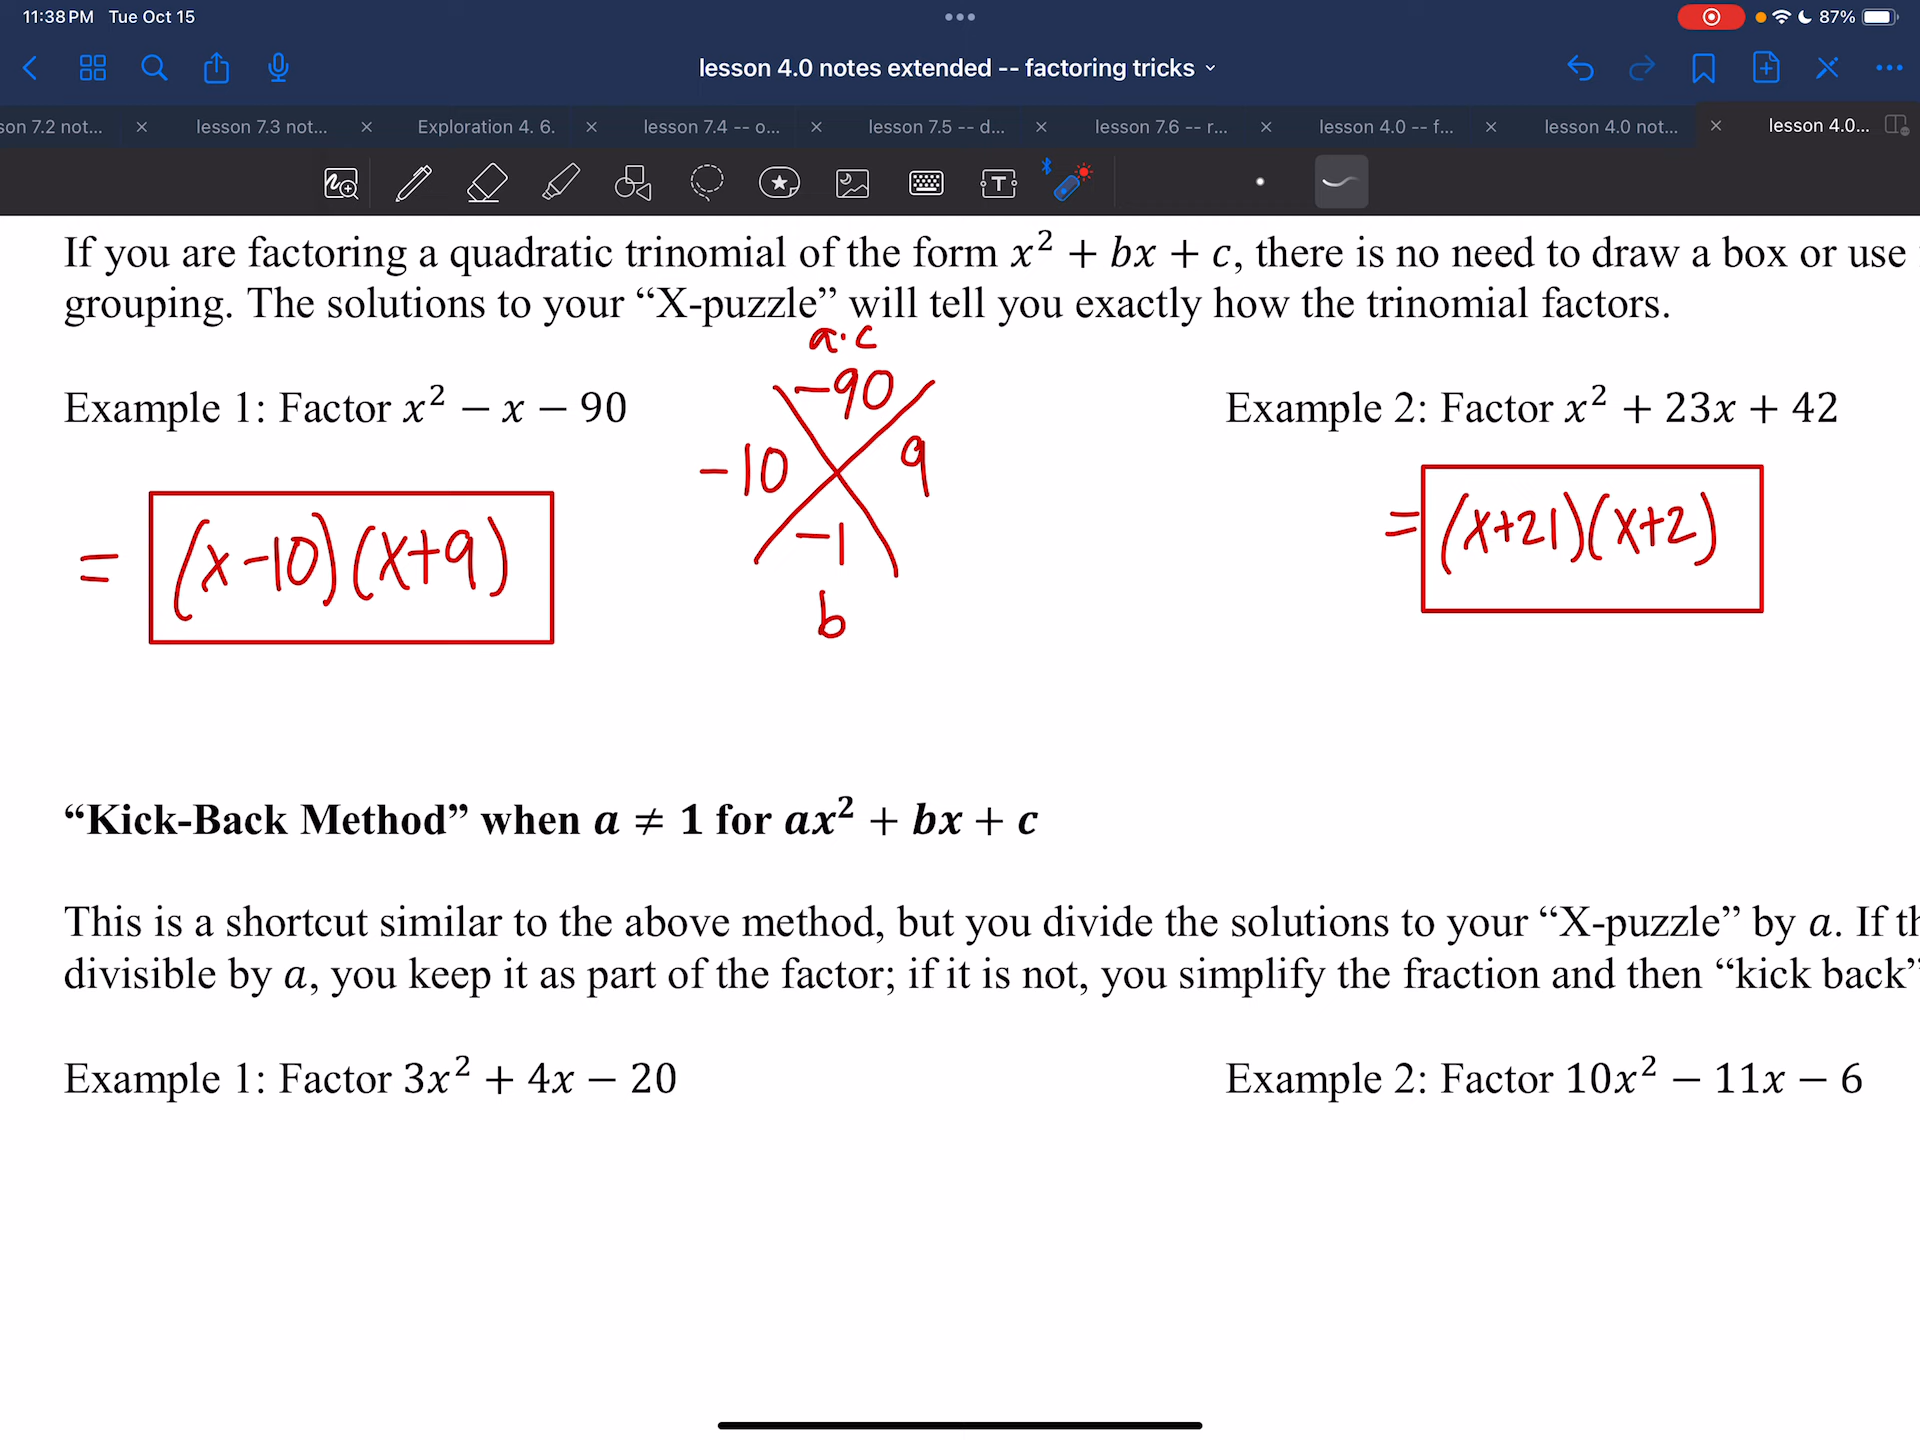 11:38 PM Tue Oct 15
87%
lesson 4.0 notes extended -- factoring tricks
son 7.2 not...
lesson 7.3 not...
Exploration 4. 6.
lesson 7.4 -- o...
lesson 7.5 -- d...
lesson 7.6 -- r...
lesson 4.0 -- f...
lesson 4.0 not...
lesson 4.0...
If you are factoring a quadratic trinomial of the form x² + bx + c, there is no need to draw a box or use
grouping. The solutions to your “X-puzzle” will tell you exactly how the trinomial factors.
a·c
-90
Example 1: Factor x² − x − 90
-10 9
-1
b
= (x-10)(x+9)
Example 2: Factor x² + 23x + 42
= (x+21)(x+2)
“Kick-Back Method” when a ≠ 1 for ax² + bx + c
This is a shortcut similar to the above method, but you divide the solutions to your “X-puzzle” by a. If th
divisible by a, you keep it as part of the factor; if it is not, you simplify the fraction and then “kick back”
Example 1: Factor 3x² + 4x − 20
Example 2: Factor 10x² − 11x − 6